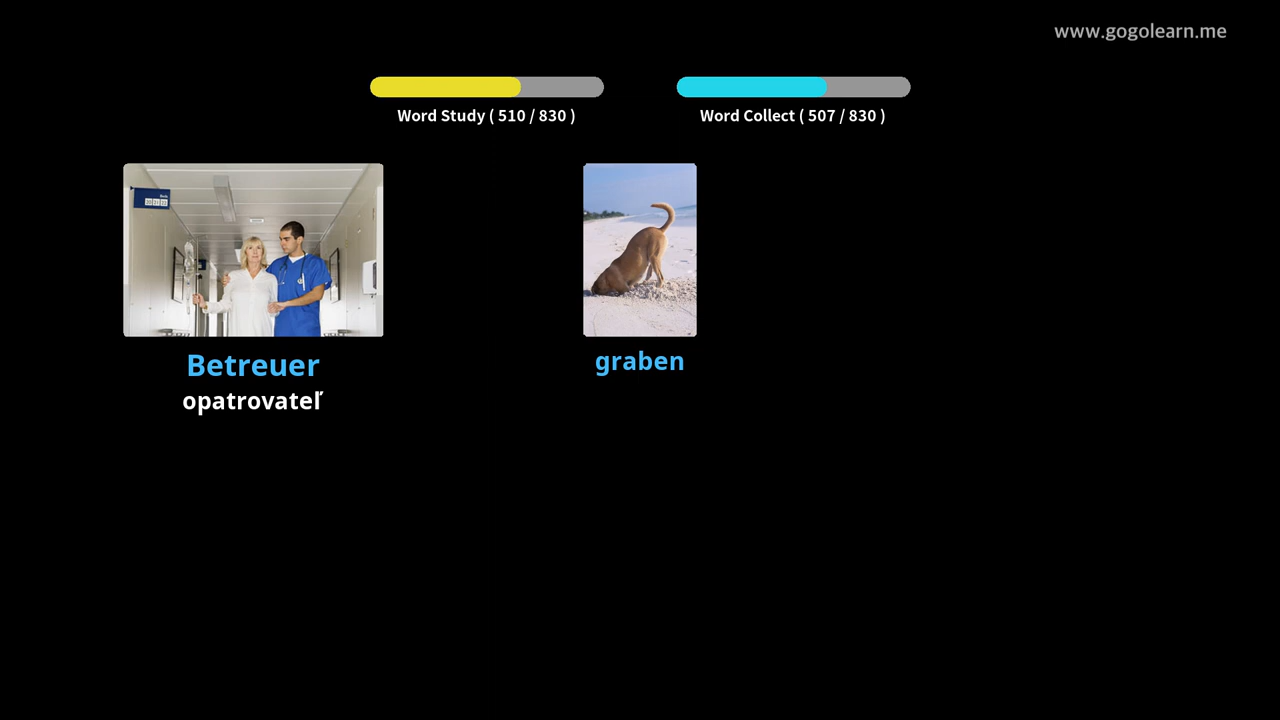 www.gogolearn.me
Word Study ( 510 / 830 )
Word Collect ( 507 / 830 )
Betreuer
opatrovateľ
graben